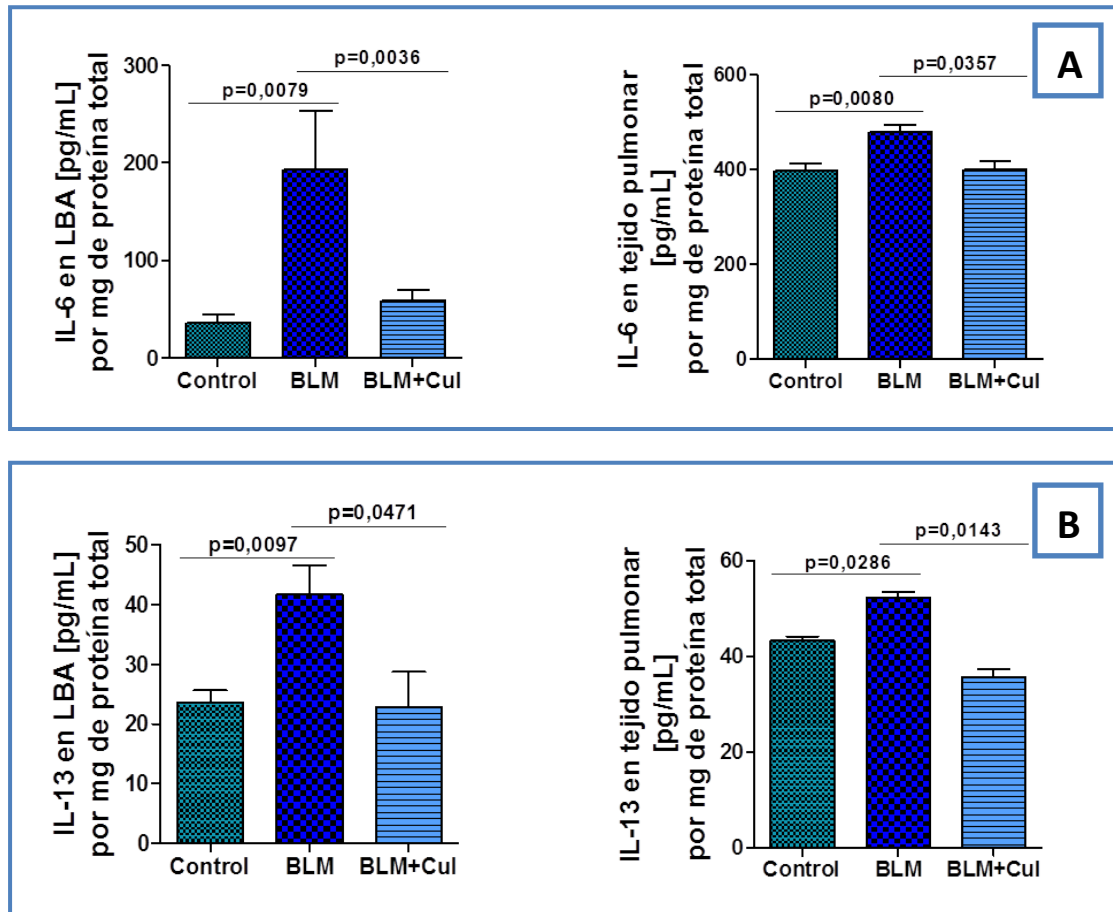 A
IL-6 en LBA [pg/mL]
por mg de proteína total
300
200
100
0
p=0,0036
p=0,0079
Control BLM BLM+Cul
IL-6 en tejido pulmonar
[pg/mL]
por mg de proteína total
600
400
200
0
p=0,0357
p=0,0080
Control BLM BLM+Cul
B
IL-13 en LBA [pg/mL]
por mg de proteína total
50
40
30
20
10
0
p=0,0471
p=0,0097
Control BLM BLM+Cul
IL-13 en tejido pulmonar
[pg/mL]
por mg de proteína total
60
40
20
0
p=0,0143
p=0,0286
Control BLM BLM+Cul